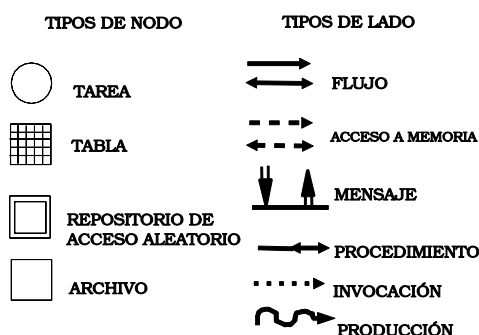 TIPOS DE NODO
TAREA
TABLA
REPOSITORIO DE
ACCESO ALEATORIO
ARCHIVO
TIPOS DE LADO
FLUJO
ACCESO A MEMORIA
MENSAJE
PROCEDIMIENTO
INVOCACIÓN
PRODUCCIÓN